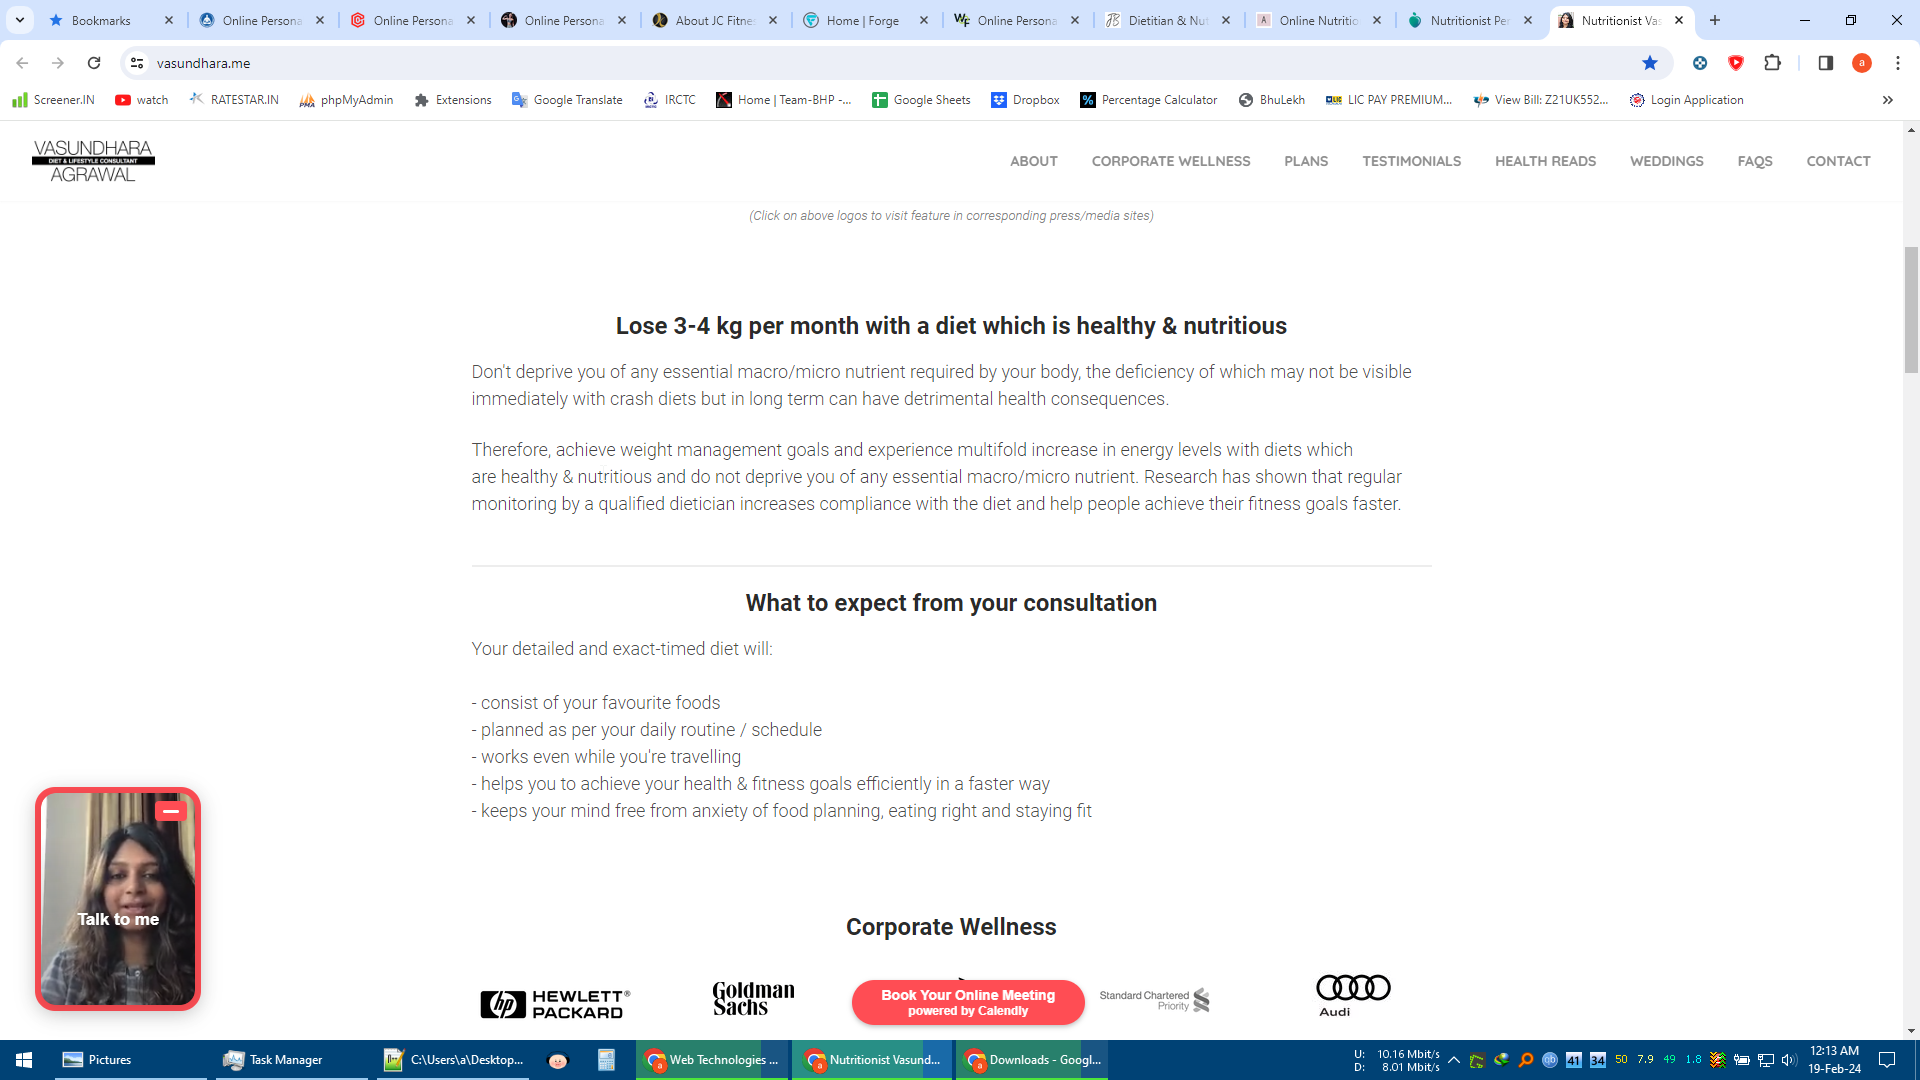 Bookmarks
Online Persona
Online Persona
Online Persona
About JC Fitne
Home | Forge
Online Persona
Dietitian & Nut
Online Nutritio
Nutritionist Per
Nutritionist Vas
vasundhara.me
a
Screener.IN
watch
RATESTAR.IN
phpMyAdmin
Extensions
Google Translate
IRCTC
Home | Team-BHP -...
Google Sheets
Dropbox
Percentage Calculator
BhuLekh
LIC PAY PREMIUM...
View Bill: Z21UK552...
Login Application
VASUNDHARA
DIET & LIFESTYLE CONSULTANT
AGRAWAL
ABOUT
CORPORATE WELLNESS
PLANS
TESTIMONIALS
HEALTH READS
WEDDINGS
FAQS
CONTACT
(Click on above logos to visit feature in corresponding press/media sites)
Lose 3-4 kg per month with a diet which is healthy & nutritious
Don't deprive you of any essential macro/micro nutrient required by your body, the deficiency of which may not be visible
immediately with crash diets but in long term can have detrimental health consequences.
Therefore, achieve weight management goals and experience multifold increase in energy levels with diets which
are healthy & nutritious and do not deprive you of any essential macro/micro nutrient. Research has shown that regular
monitoring by a qualified dietician increases compliance with the diet and help people achieve their fitness goals faster.
What to expect from your consultation
Your detailed and exact-timed diet will:
- consist of your favourite foods
- planned as per your daily routine / schedule
- works even while you're travelling
- helps you to achieve your health & fitness goals efficiently in a faster way
- keeps your mind free from anxiety of food planning, eating right and staying fit
Talk to me
Corporate Wellness
hp HEWLETT®
PACKARD
Goldman
Sachs
Book Your Online Meeting
powered by Calendly
Standard Chartered
Priority
Audi
Pictures
Task Manager
C:\Users\a\Desktop...
Web Technologies ...
Nutritionist Vasund...
Downloads - Googl...
U: 10.16 Mbit/s
D: 8.01 Mbit/s
41
34
50
7.9
49
1.8
12:13 AM
19-Feb-24